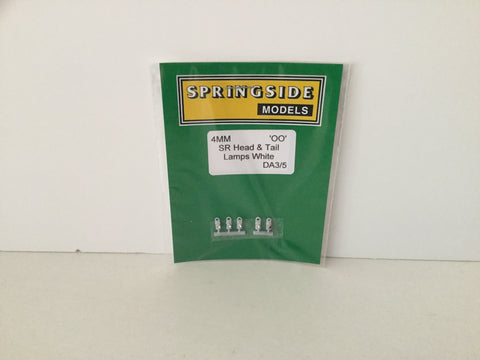 SPRINGSIDE
MODELS
4MM 'OO'
SR Head & Tail
Lamps White
DA3/5